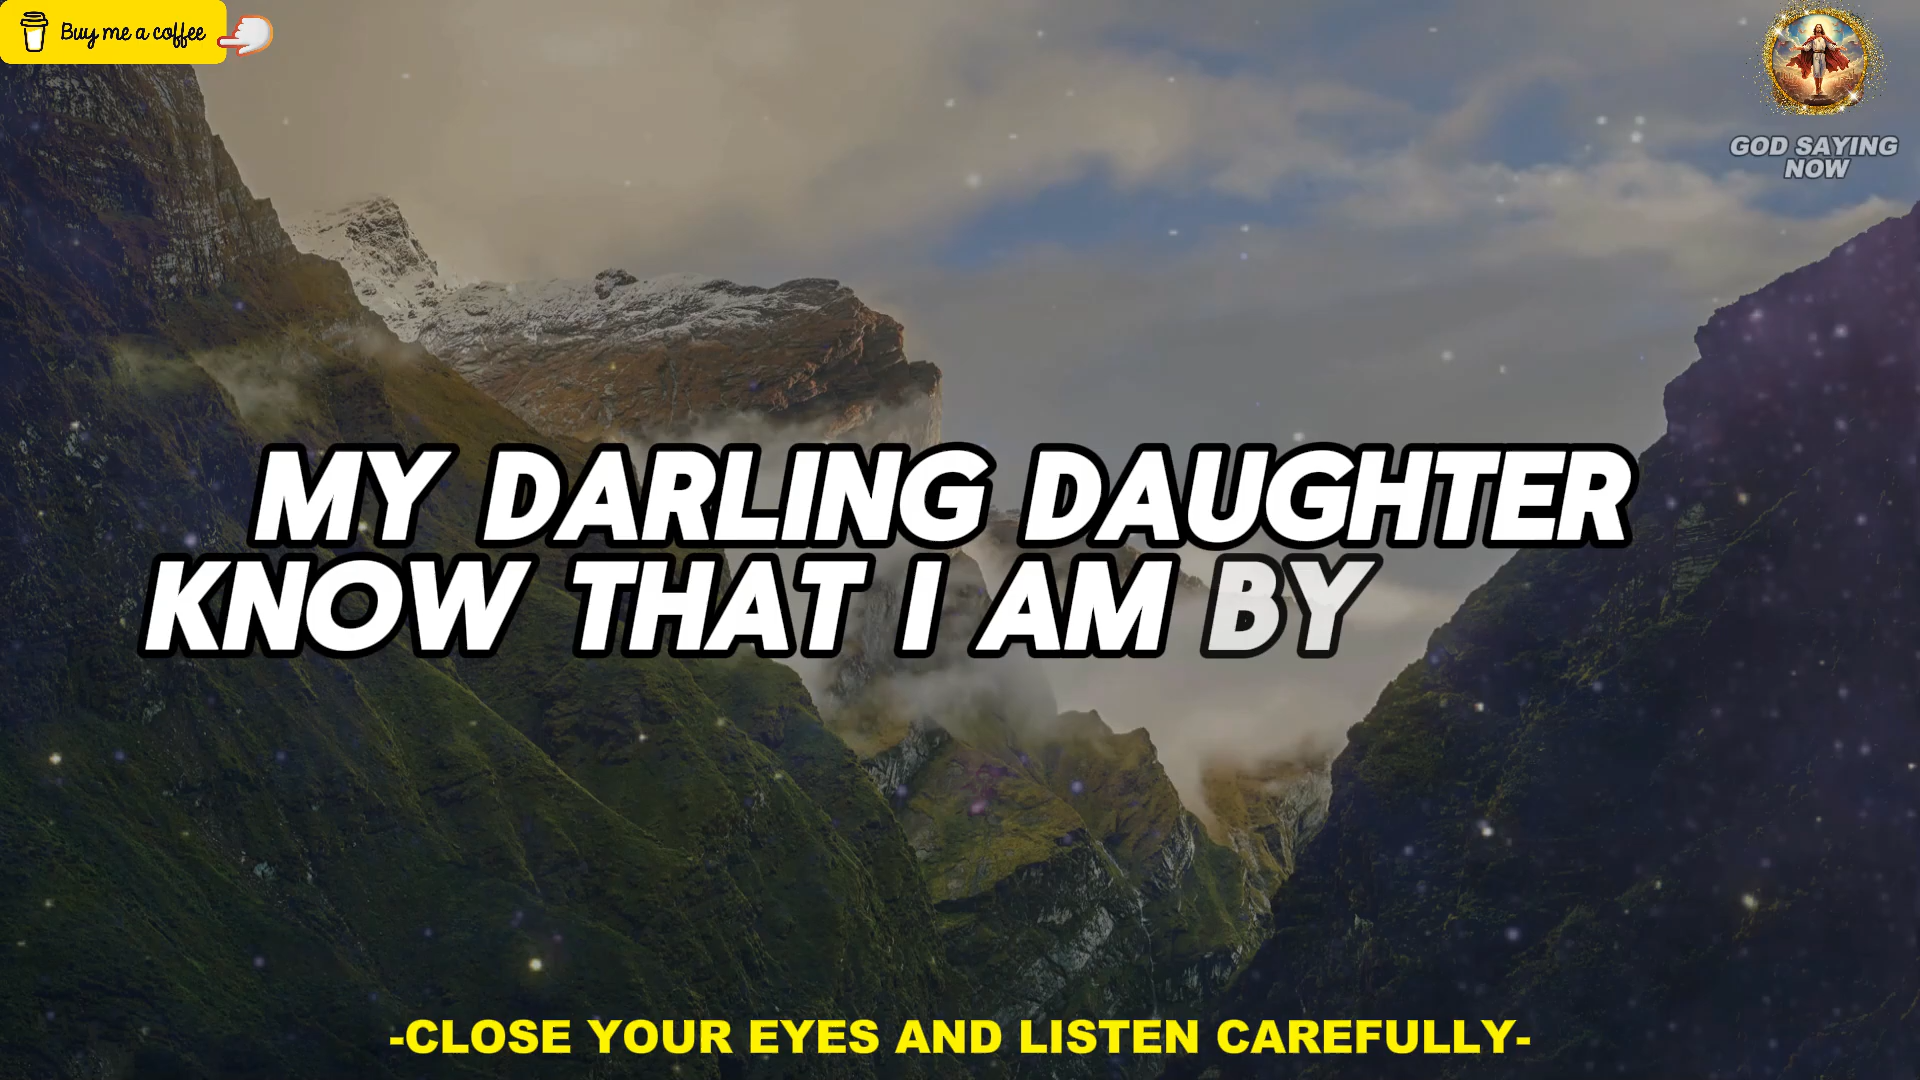 Buy me a coffee
GOD SAYING
NOW
MY DARLING DAUGHTER
KNOW THAT I AM BY
-CLOSE YOUR EYES AND LISTEN CAREFULLY-